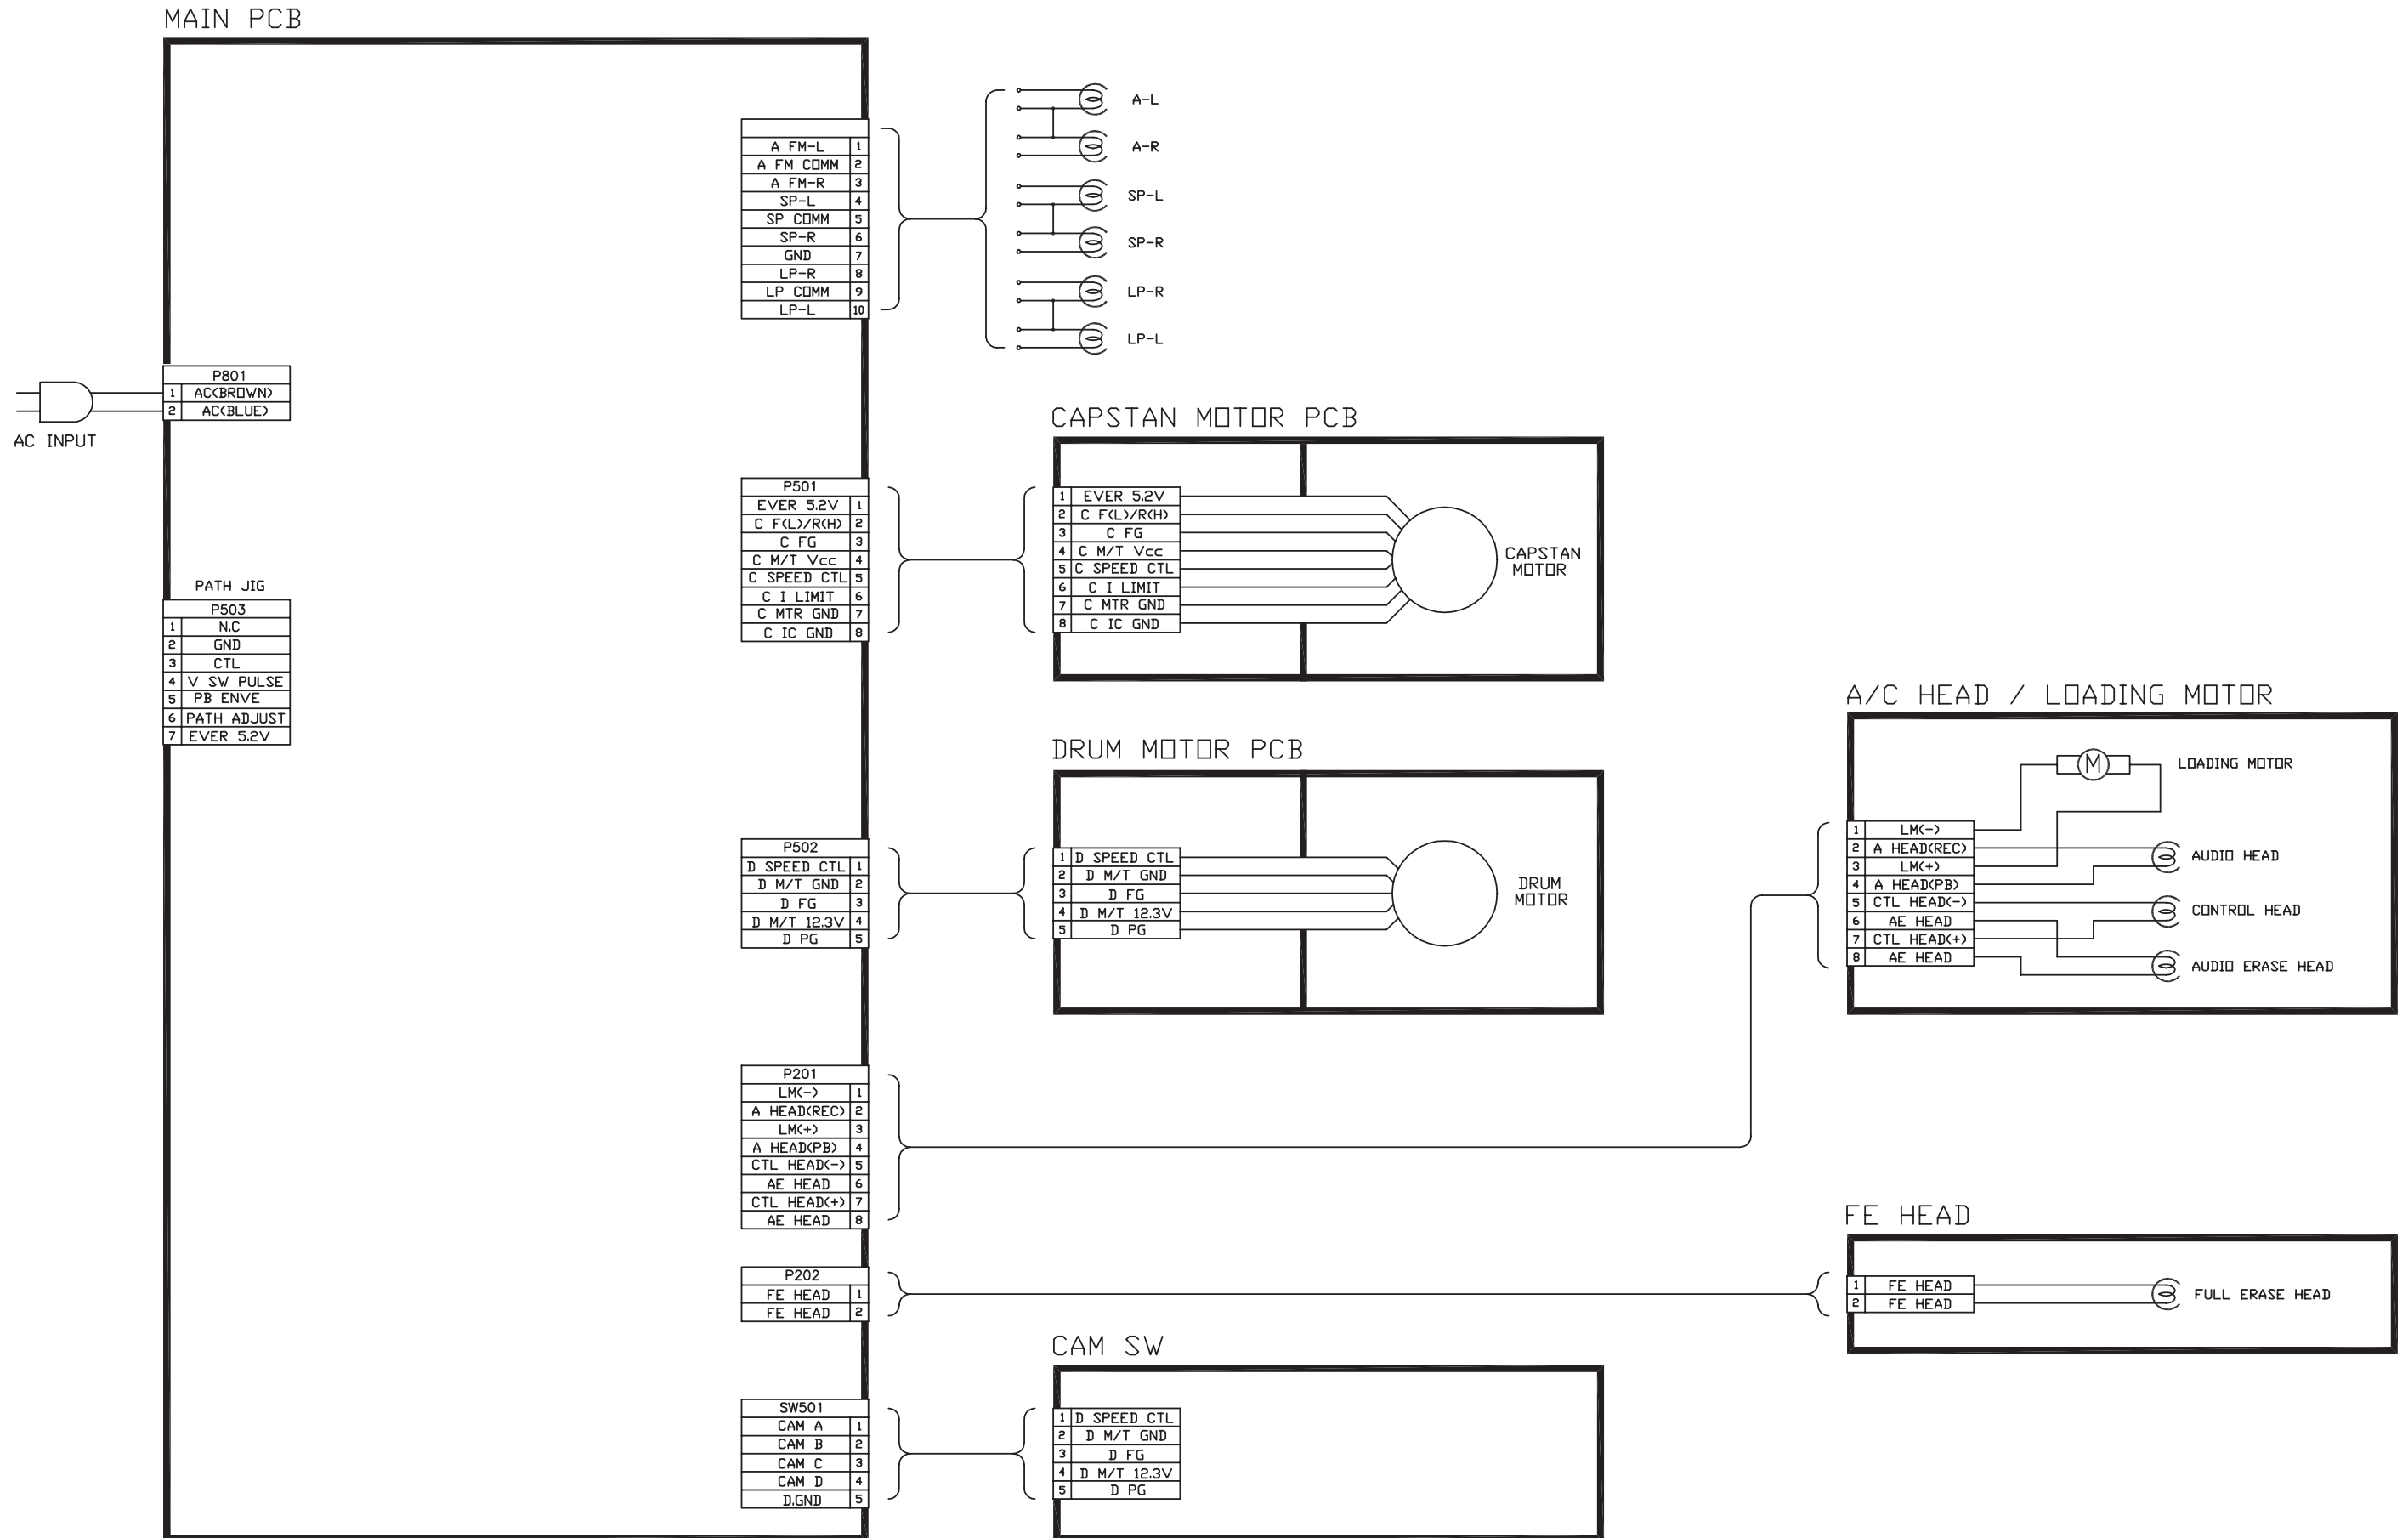 MAIN PCB
A FM-L 1
A FM COMM 2
A FM-R 3
SP-L 4
SP COMM 5
SP-R 6
GND 7
LP-R 8
LP COMM 9
LP-L 10
A-L
A-R
SP-L
SP-R
LP-R
LP-L
P801
1 AC(BROWN)
2 AC(BLUE)
AC INPUT
P501
EVER 5.2V 1
C F(L)/R(H) 2
C FG 3
C M/T Vcc 4
C SPEED CTL 5
C I LIMIT 6
C MTR GND 7
C IC GND 8
CAPSTAN MOTOR PCB
1 EVER 5.2V
2 C F(L)/R(H)
3 C FG
4 C M/T Vcc
5 C SPEED CTL
6 C I LIMIT
7 C MTR GND
8 C IC GND
CAPSTAN
MOTOR
PATH JIG
P503
1 N.C
2 GND
3 CTL
4 V SW PULSE
5 PB ENVE
6 PATH ADJUST
7 EVER 5.2V
P502
D SPEED CTL 1
D M/T GND 2
D FG 3
D M/T 12.3V 4
D PG 5
DRUM MOTOR PCB
1 D SPEED CTL
2 D M/T GND
3 D FG
4 D M/T 12.3V
5 D PG
DRUM
MOTOR
A/C HEAD / LOADING MOTOR
1 LM(-)
2 A HEAD(REC)
3 LM(+)
4 A HEAD(PB)
5 CTL HEAD(-)
6 AE HEAD
7 CTL HEAD(+)
8 AE HEAD
M
LOADING MOTOR
AUDIO HEAD
CONTROL HEAD
AUDIO ERASE HEAD
P201
LM(-) 1
A HEAD(REC) 2
LM(+) 3
A HEAD(PB) 4
CTL HEAD(-) 5
AE HEAD 6
CTL HEAD(+) 7
AE HEAD 8
P202
FE HEAD 1
FE HEAD 2
FE HEAD
1 FE HEAD
2 FE HEAD
FULL ERASE HEAD
SW501
CAM A 1
CAM B 2
CAM C 3
CAM D 4
D.GND 5
CAM SW
1 D SPEED CTL
2 D M/T GND
3 D FG
4 D M/T 12.3V
5 D PG